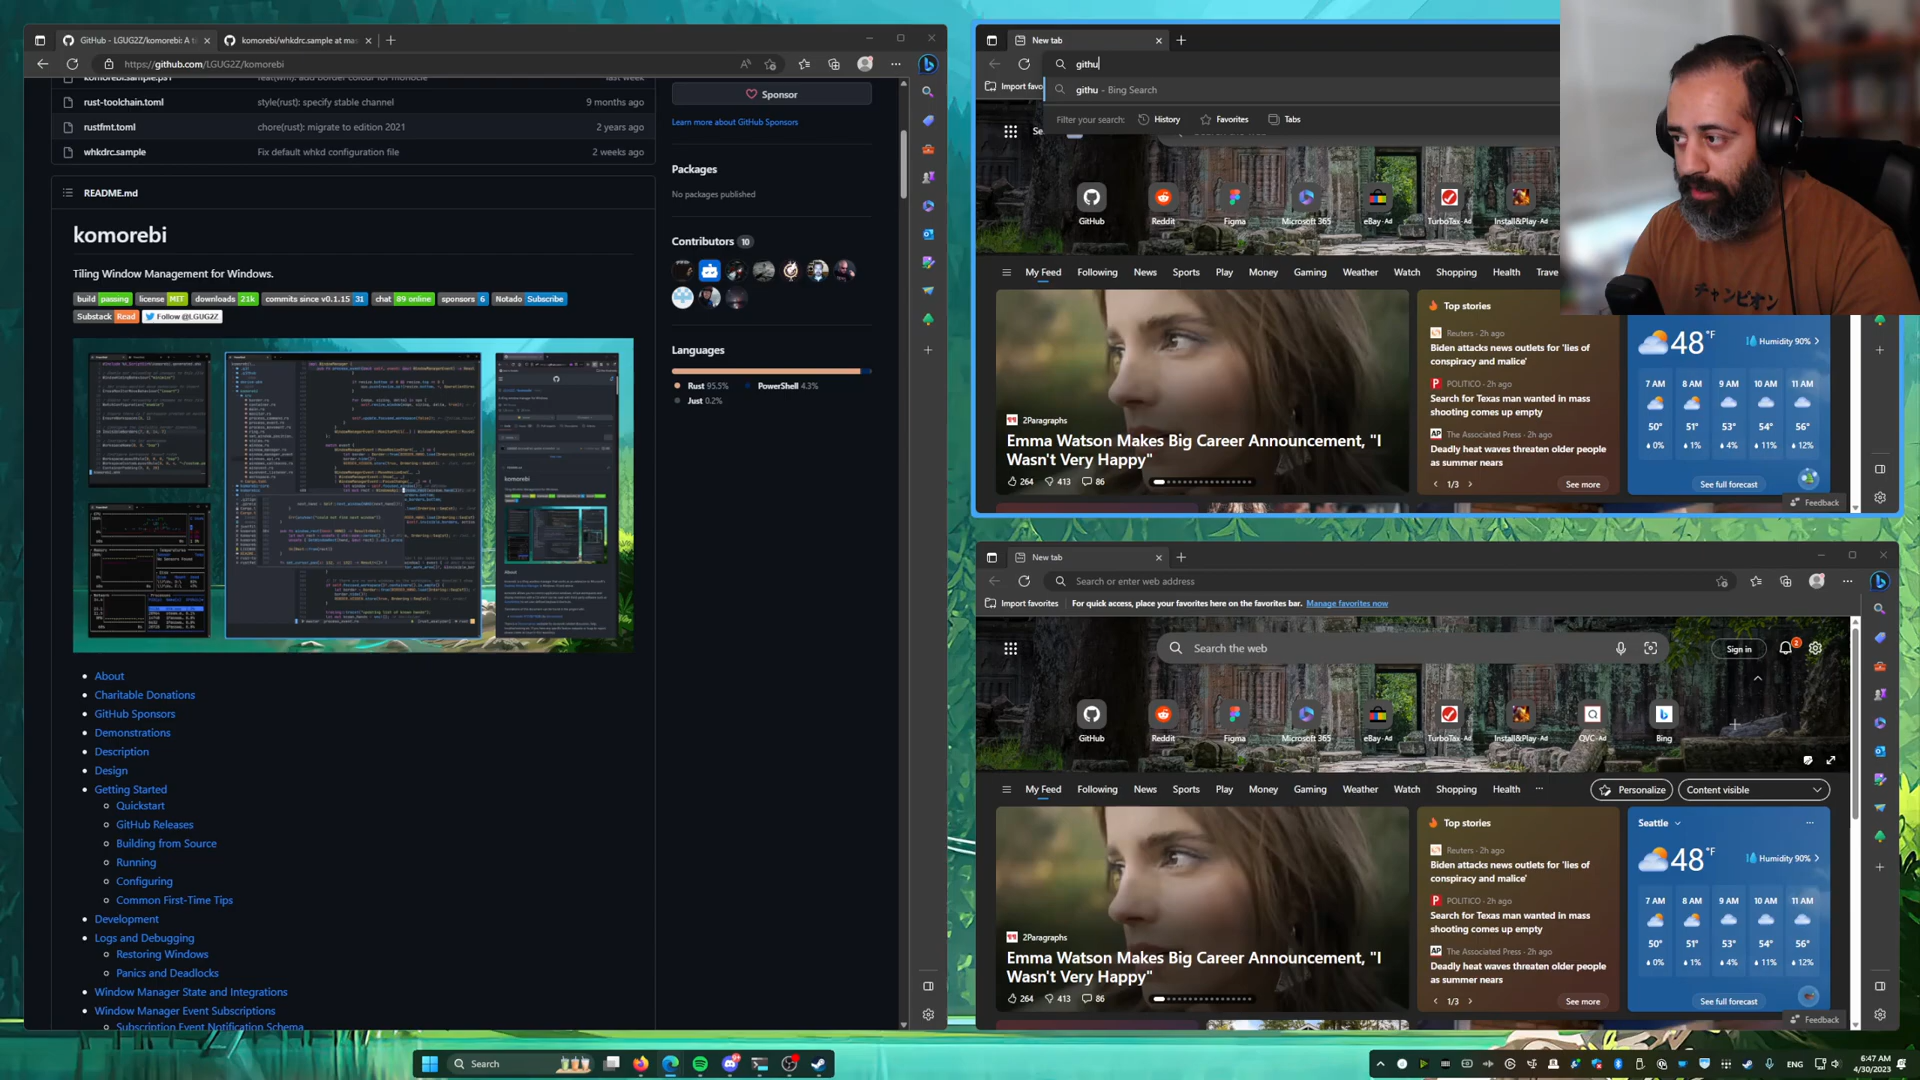 GitHub - LGUG2Z/komorebi: A t
komorebi/whkdrc.sample at ma
https://github.com/LGUG2Z/komorebi
komorebi.sample.ps1
feat(wm): add border colour for monocle
last week
rust-toolchain.toml
style(rust): specify stable channel
9 months ago
rustfmt.toml
chore(rust): migrate to edition 2021
2 years ago
whkdrc.sample
Fix default whkd configuration file
2 weeks ago
README.md
komorebi
Tiling Window Management for Windows.
build passing license MIT downloads 21k commits since v0.1.15 31 chat 89 online sponsors 6 Notado Subscribe
Substack Read Follow @LGUG2Z
About
Charitable Donations
GitHub Sponsors
Demonstrations
Description
Design
Getting Started
Quickstart
GitHub Releases
Building from Source
Running
Configuring
Common First-Time Tips
Development
Logs and Debugging
Restoring Windows
Panics and Deadlocks
Window Manager State and Integrations
Window Manager Event Subscriptions
Subscription Event Notification Schema
Sponsor
Learn more about GitHub Sponsors
Packages
No packages published
Contributors 10
Languages
Rust 95.5% PowerShell 4.3%
Just 0.2%
New tab
githu
Import favo
githu - Bing Search
Filter your search: History Favorites Tabs
GitHub Reddit Figma Microsoft 365 eBay · Ad TurboTax · Ad Install&Play · Ad
My Feed Following News Sports Play Money Gaming Weather Watch Shopping Health Trave
2Paragraphs
Emma Watson Makes Big Career Announcement, "I
Wasn't Very Happy"
264 413 86
Top stories
Reuters · 2h ago
Biden attacks news outlets for 'lies of
conspiracy and malice'
POLITICO · 2h ago
Search for Texas man wanted in mass
shooting comes up empty
The Associated Press · 2h ago
Deadly heat waves threaten older people
as summer nears
1/3 See more
48 °F Humidity 90%
7 AM 8 AM 9 AM 10 AM 11 AM
50° 51° 53° 54° 56°
0% 1% 4% 11% 12%
See full forecast
Feedback
チャンピオン
New tab
Search or enter web address
Import favorites For quick access, place your favorites here on the favorites bar. Manage favorites now
Search the web
Sign in
2
GitHub Reddit Figma Microsoft 365 eBay · Ad TurboTax · Ad Install&Play · Ad QVC · Ad Bing
My Feed Following News Sports Play Money Gaming Weather Watch Shopping Health ···
Personalize Content visible
2Paragraphs
Emma Watson Makes Big Career Announcement, "I
Wasn't Very Happy"
264 413 86
Top stories
Reuters · 2h ago
Biden attacks news outlets for 'lies of
conspiracy and malice'
POLITICO · 2h ago
Search for Texas man wanted in mass
shooting comes up empty
The Associated Press · 2h ago
Deadly heat waves threaten older people
as summer nears
1/3 See more
Seattle
48 °F Humidity 90%
7 AM 8 AM 9 AM 10 AM 11 AM
50° 51° 53° 54° 56°
0% 1% 4% 11% 12%
See full forecast
Feedback
Search
ENG
6:47 AM
4/30/2023